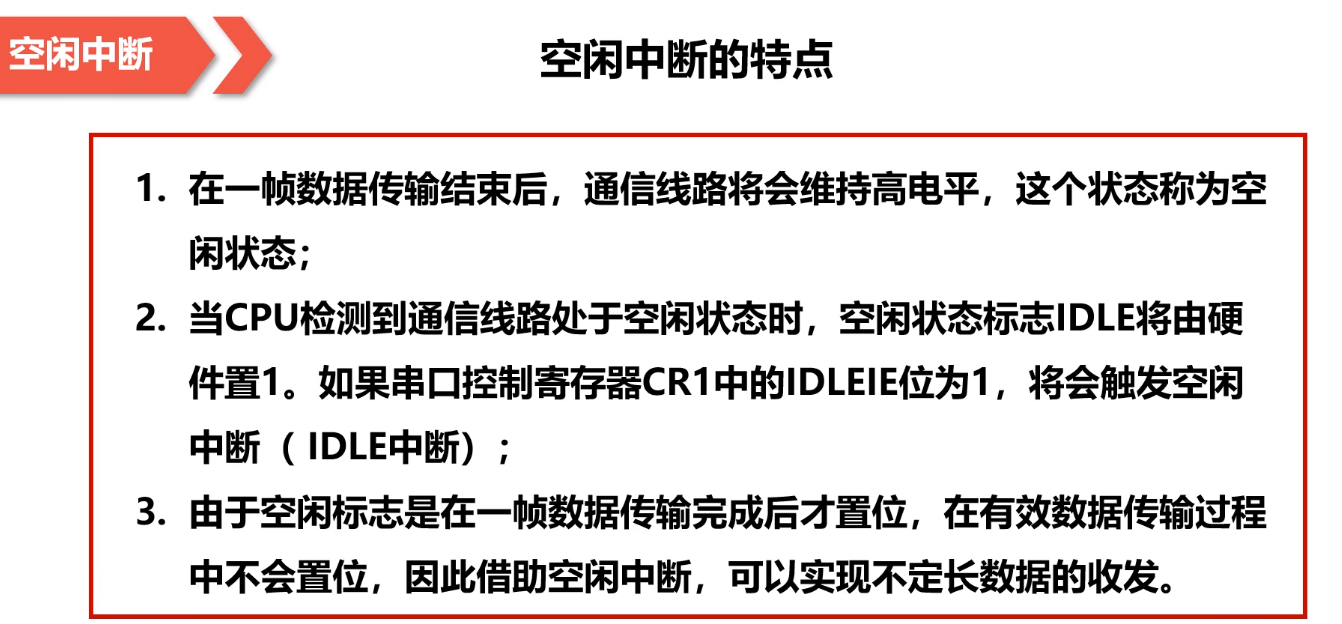 空闲中断
空闲中断的特点
1. 在一帧数据传输结束后，通信线路将会维持高电平，这个状态称为空
闲状态；
2. 当CPU检测到通信线路处于空闲状态时，空闲状态标志IDLE将由硬
件置1。如果串口控制寄存器CR1中的IDLEIE位为1，将会触发空闲
中断（ IDLE中断）；
3. 由于空闲标志是在一帧数据传输完成后才置位，在有效数据传输过程
中不会置位，因此借助空闲中断，可以实现不定长数据的收发。